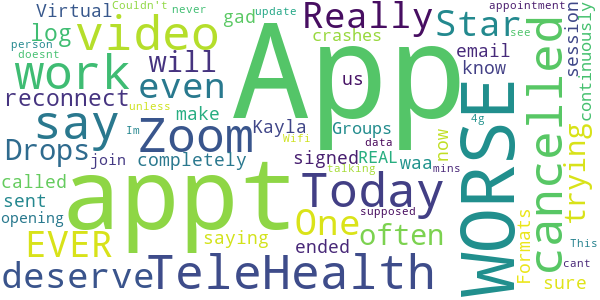 Virtual
gad
update
Couldn't
never
appointment
person
doesnt
log
video
Really
Star
see
App
crashes
email
session
continuously
work
will
us
know
reconnect
even
unless
make
Im
say
Zoom
Kayla
Wifi
Groups
now
4g
Drops
join
completely
signed
REAL
waa
data
talking
mins
called
appt
Today
supposed
sent
One
opening
saying
ended
often
EVER
deserve
TeleHealth
WORSE
cancelled
trying
Formats
This
cant
sure